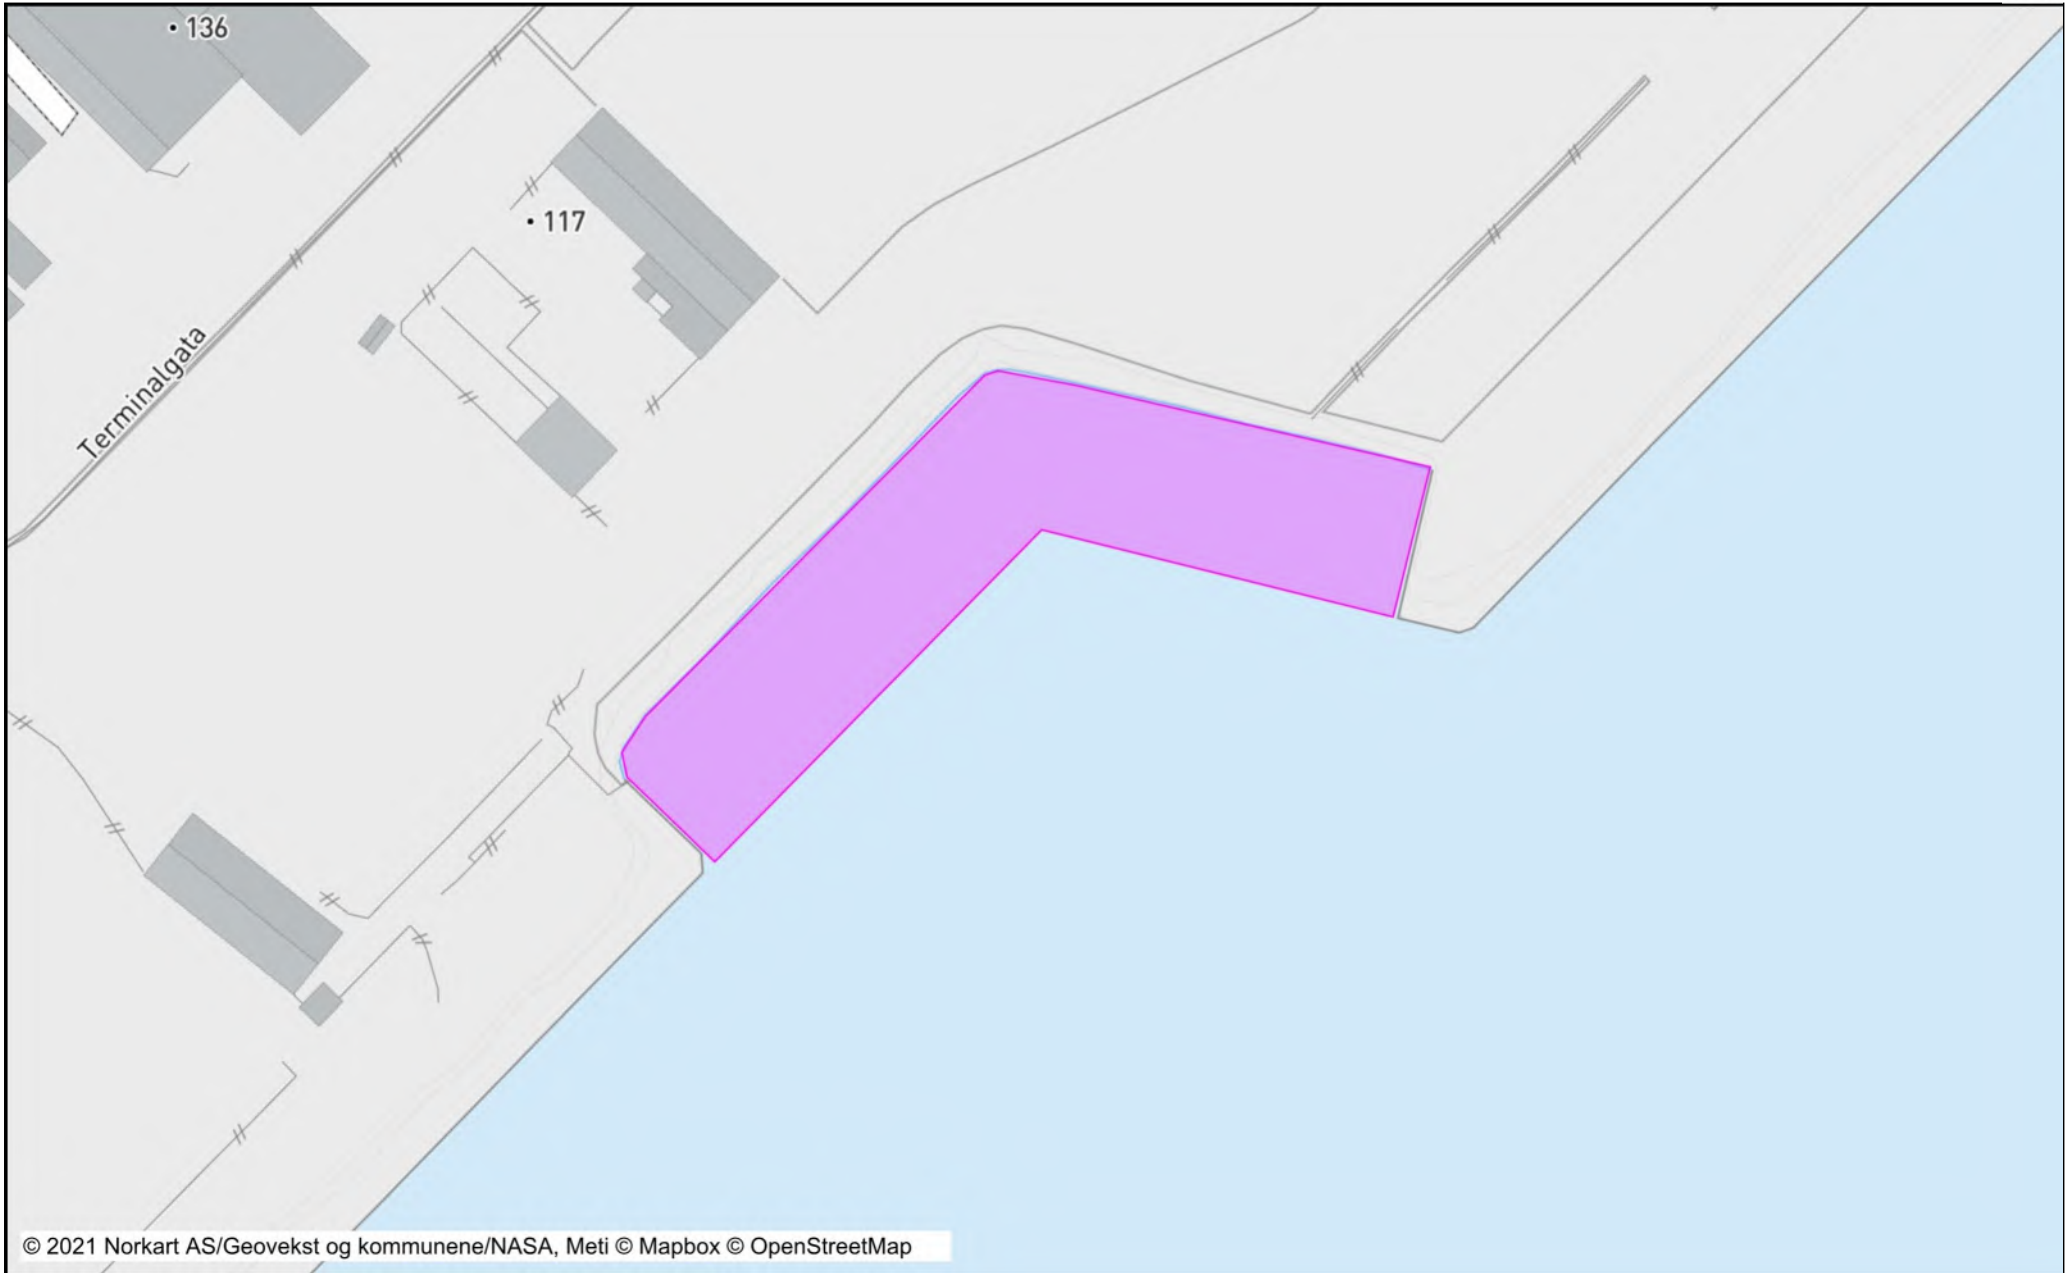 136
117
Terminalgata
© 2021 Norkart AS/Geovekst og kommunene/NASA, Meti © Mapbox © OpenStreetMap